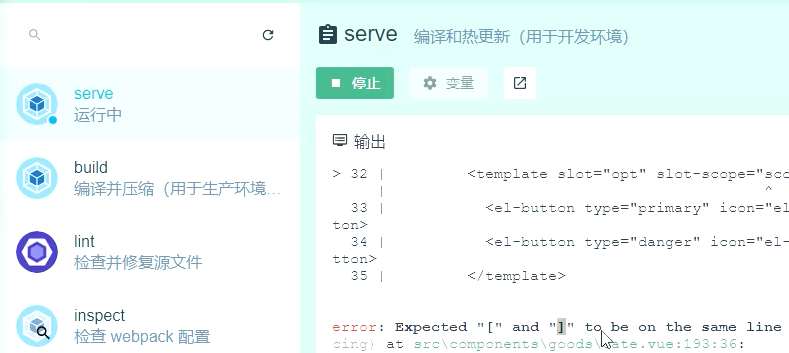 serve 编译和热更新（用于开发环境）
停止 变量
serve
运行中
build
编译并压缩（用于生产环境…
lint
检查并修复源文件
inspect
检查 webpack 配置
输出
> 32 | <template slot="opt" slot-scope="sco
| ^
33 | <el-button type="primary" icon="el
ton>
34 | <el-button type="danger" icon="el-
tton>
35 | </template>
error: Expected "[" and "]" to be on the same line
cing) at src\components\goods\ ate.vue:193:36: